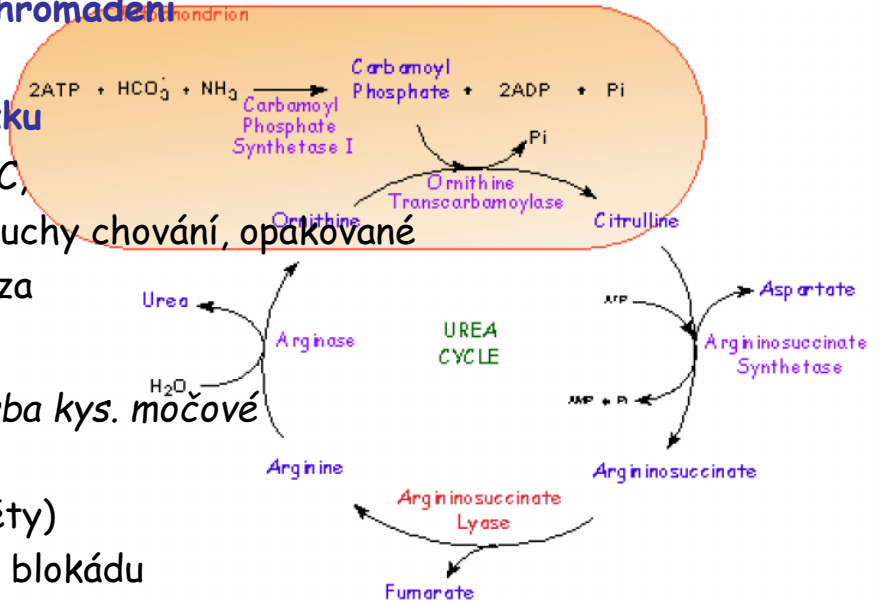 hromadění
Mitochondrion
2ATP + HCO₃⁻ + NH₃
Carbamoyl
Phosphate + 2ADP + Pi
Carbamoyl
Phosphate
Synthetase I
ku
Pi
C,
Ornithine
Transcarbamoylase
Ornithine
Citrulline
uchy chování, opakované
za
Urea
ATP
Aspartate
Arginase
UREA
CYCLE
Argininosuccinate
Synthetase
H₂O
AMP + Pi
ba kys. močové
Arginine
Argininosuccinate
Argininosuccinate
Lyase
éty)
blokádu
Fumarate